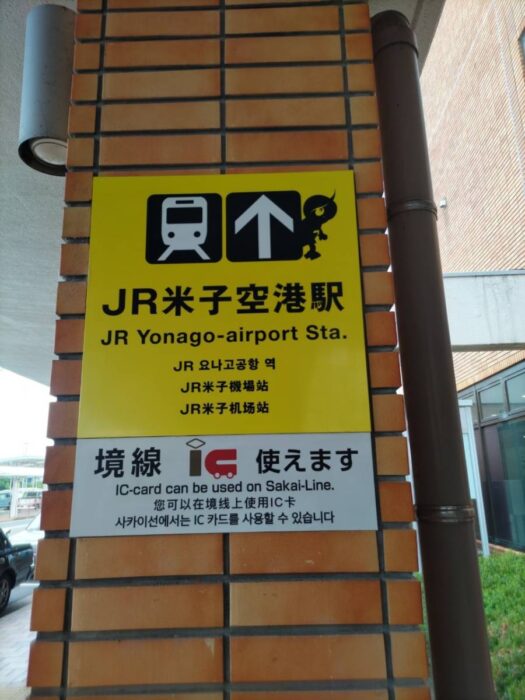 JR米子空港駅
JR Yonago-airport Sta.
JR 요나고공항 역
JR米子機場站
JR米子机场站
境線 ic 使えます
IC-card can be used on Sakai-Line.
您可以在境线上使用IC卡
사카이선에서는 IC 카드를 사용할 수 있습니다